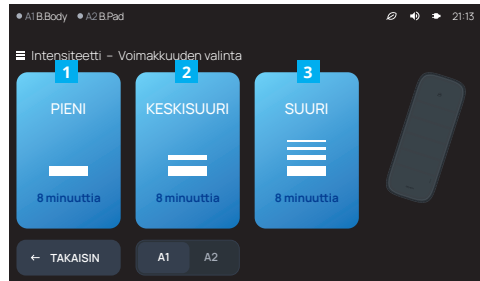 A1 B.Body A2 B.Pad 21:13
Intensiteetti – Voimakkuuden valinta
1 2 3
PIENI KESKISUURI SUURI
8 minuuttia 8 minuuttia 8 minuuttia
← TAKAISIN A1 A2